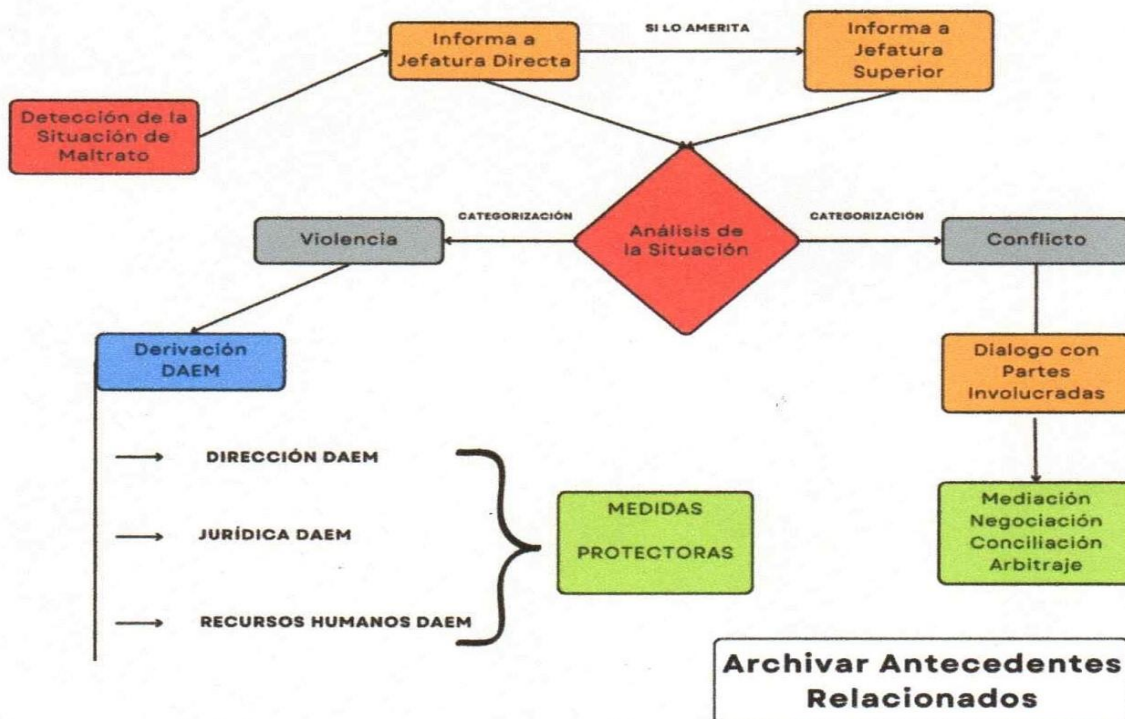 Informa a
Jefatura Directa
SI LO AMERITA
Informa a
Jefatura
Superior
Detección de la
Situación de
Maltrato
Violencia
CATEGORIZACIÓN
Análisis de
la Situación
CATEGORIZACIÓN
Conflicto
Derivación
DAEM
Dialogo con
Partes
Involucradas
DIRECCIÓN DAEM
JURÍDICA DAEM
RECURSOS HUMANOS DAEM
MEDIDAS
PROTECTORAS
Mediación
Negociación
Conciliación
Arbitraje
Archivar Antecedentes
Relacionados